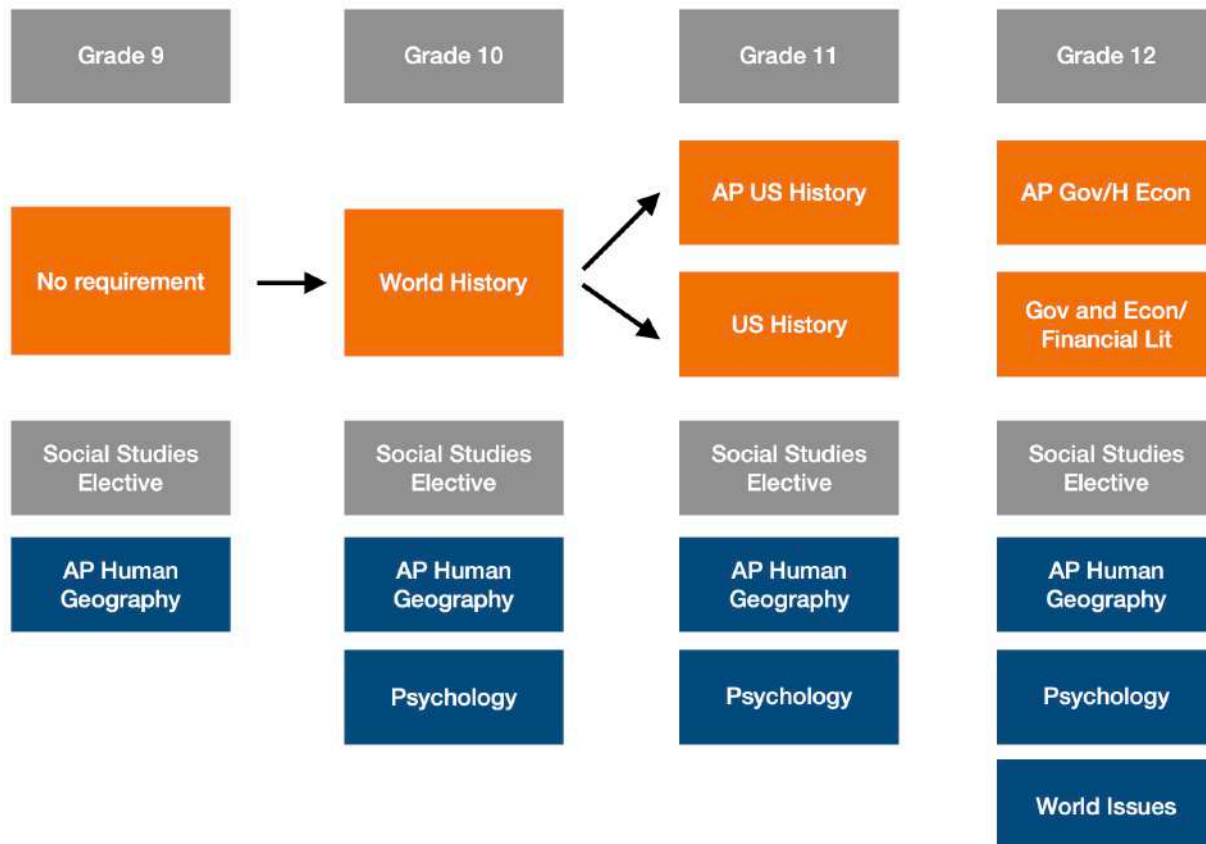 Grade 9
Grade 10
Grade 11
Grade 12
No requirement
World History
AP US History
US History
AP Gov/H Econ
Gov and Econ/
Financial Lit
Social Studies
Elective
Social Studies
Elective
Social Studies
Elective
Social Studies
Elective
AP Human
Geography
AP Human
Geography
AP Human
Geography
AP Human
Geography
Psychology
Psychology
Psychology
World Issues